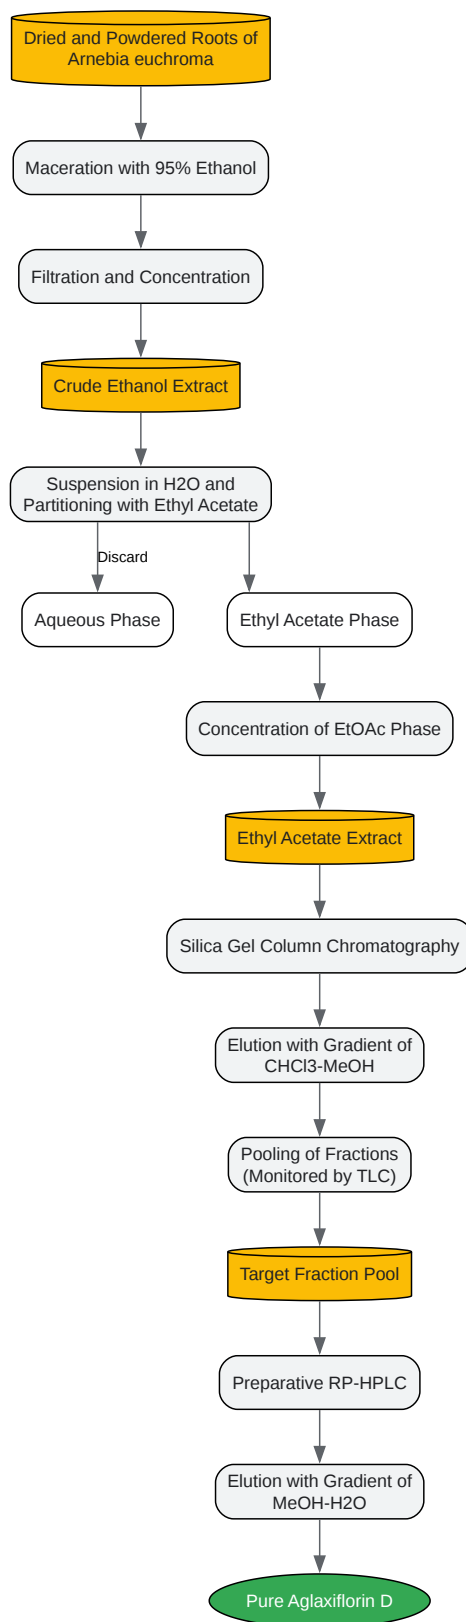 Dried and Powdered Roots of
Arnebia euchroma
Maceration with 95% Ethanol
Filtration and Concentration
Crude Ethanol Extract
Suspension in H2O and
Partitioning with Ethyl Acetate
Discard
Aqueous Phase
Ethyl Acetate Phase
Concentration of EtOAc Phase
Ethyl Acetate Extract
Silica Gel Column Chromatography
Elution with Gradient of
CHCl3-MeOH
Pooling of Fractions
(Monitored by TLC)
Target Fraction Pool
Preparative RP-HPLC
Elution with Gradient of
MeOH-H2O
Pure Aglaxiflorin D